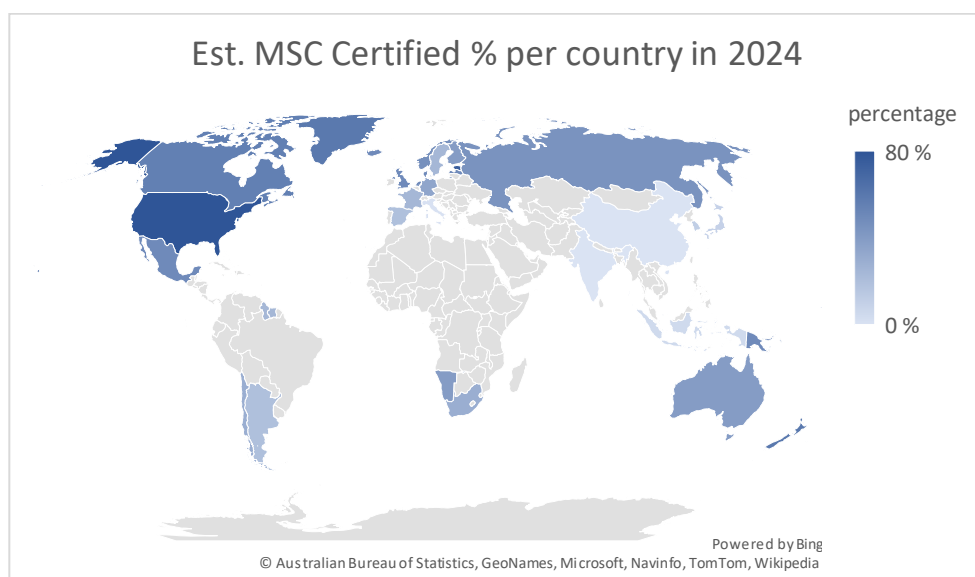 Est. MSC Certified % per country in 2024
percentage
80 %
0 %
Powered by Bing
© Australian Bureau of Statistics, GeoNames, Microsoft, Navinfo, TomTom, Wikipedia